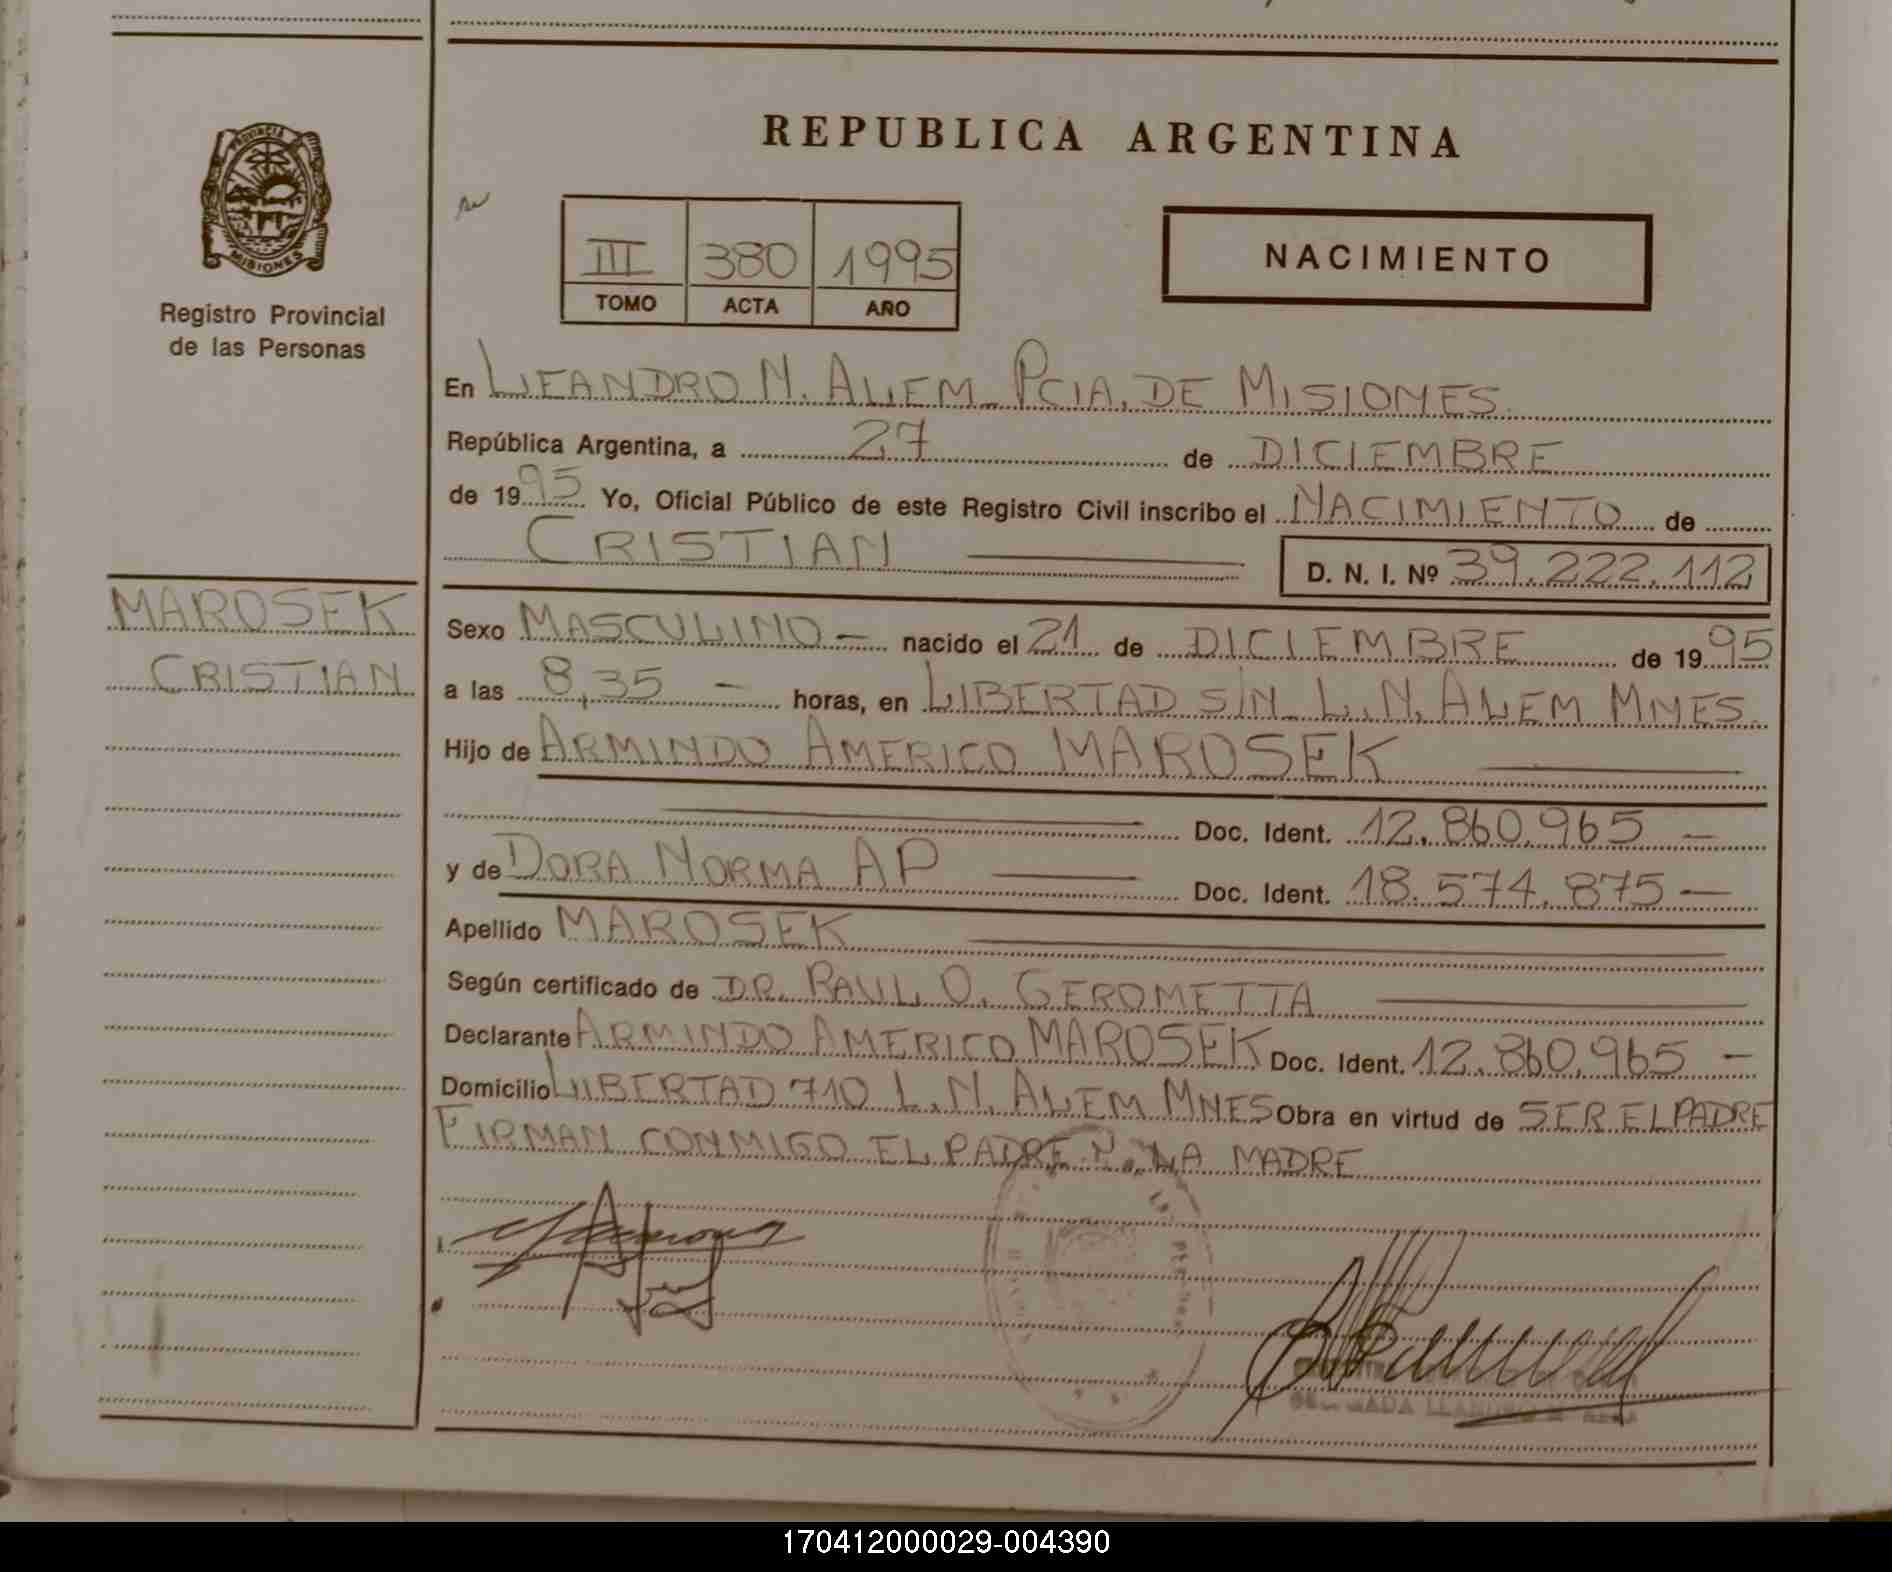 REPUBLICA ARGENTINA
PROVINCIA
MISIONES
Registro Provincial
de las Personas
III 380 1995
TOMO ACTA AÑO
NACIMIENTO
En LEANDRO N. ALEM - PCIA. DE MISIONES
República Argentina, a 27 de DICIEMBRE
de 1995 Yo, Oficial Público de este Registro Civil inscribo el NACIMIENTO de
CRISTIAN
D. N. I. Nº 39.222.112
MAROSEK
CRISTIAN
Sexo MASCULINO - nacido el 21 de DICIEMBRE de 1995
a las 8,35 - horas, en LIBERTAD S/N - L.N. ALEM MNES.
Hijo de ARMINDO AMERICO MAROSEK
Doc. Ident. 12.860.965 -
y de DORA NORMA AP Doc. Ident. 18.574.875 -
Apellido MAROSEK
Según certificado de DR. RAUL O. GEROMETTA
Declarante ARMINDO AMERICO MAROSEK Doc. Ident. 12.860.965 -
Domicilio LIBERTAD 710 L.N. ALEM MNES Obra en virtud de SER EL PADRE
FIRMAN CONMIGO EL PADRE Y LA MADRE
170412000029-004390